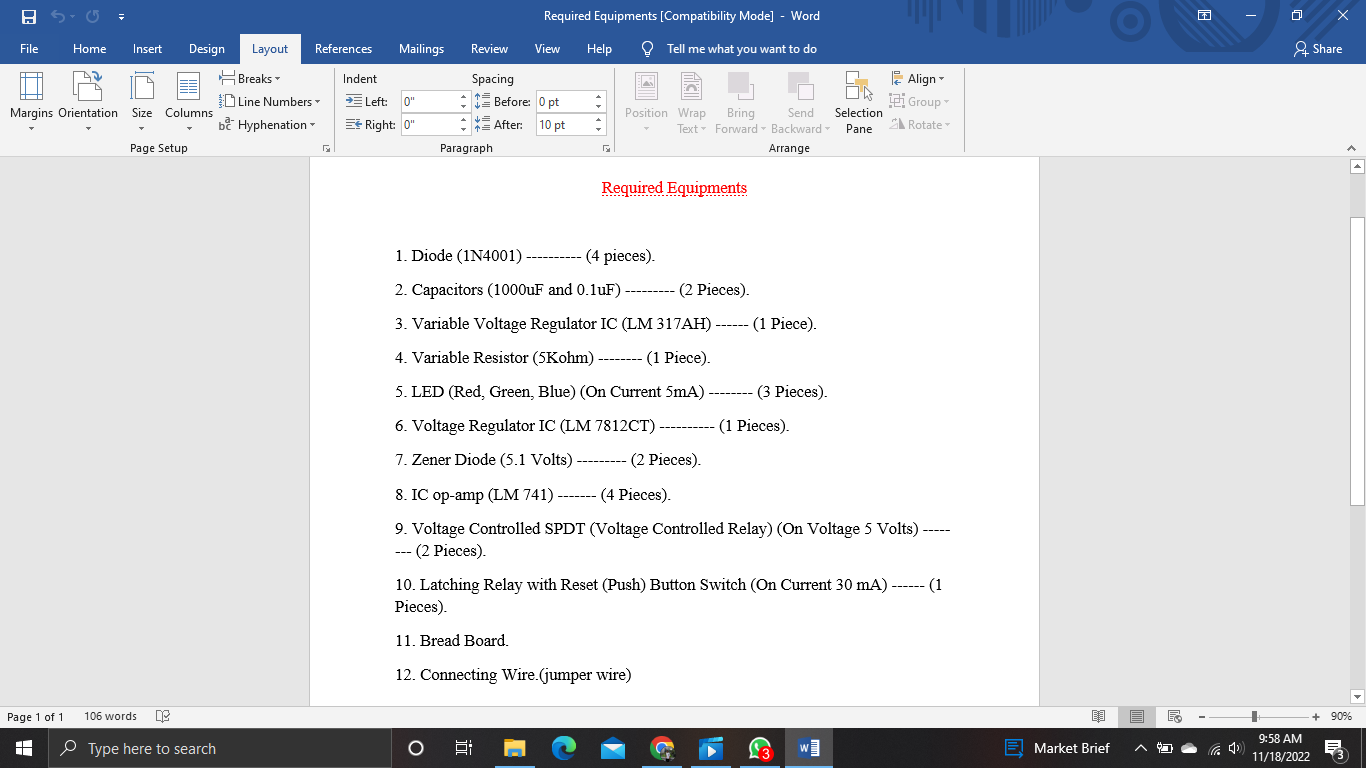 Required Equipments [Compatibility Mode] - Word
File Home Insert Design Layout References Mailings Review View Help Tell me what you want to do Share
Margins Orientation Size Columns
Breaks
Line Numbers
Hyphenation
Page Setup
Indent Spacing
Left: 0" Before: 0 pt
Right: 0" After: 10 pt
Paragraph
Position Wrap Text Bring Forward Send Backward Selection Pane
Align
Group
Rotate
Arrange
Required Equipments
1. Diode (1N4001) ---------- (4 pieces).
2. Capacitors (1000uF and 0.1uF) --------- (2 Pieces).
3. Variable Voltage Regulator IC (LM 317AH) ------ (1 Piece).
4. Variable Resistor (5Kohm) -------- (1 Piece).
5. LED (Red, Green, Blue) (On Current 5mA) -------- (3 Pieces).
6. Voltage Regulator IC (LM 7812CT) ---------- (1 Pieces).
7. Zener Diode (5.1 Volts) --------- (2 Pieces).
8. IC op-amp (LM 741) ------- (4 Pieces).
9. Voltage Controlled SPDT (Voltage Controlled Relay) (On Voltage 5 Volts) -----
--- (2 Pieces).
10. Latching Relay with Reset (Push) Button Switch (On Current 30 mA) ------ (1
Pieces).
11. Bread Board.
12. Connecting Wire.(jumper wire)
Page 1 of 1 106 words 90%
Type here to search
Market Brief
3
9:58 AM
11/18/2022
3